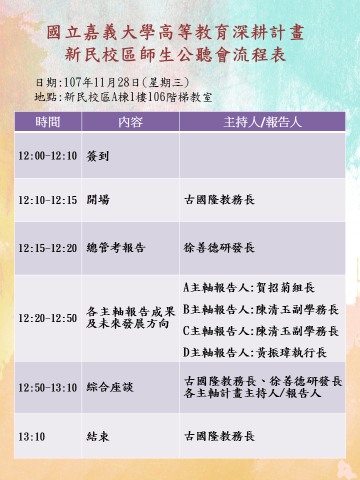 國立嘉義大學高等教育深耕計畫
新民校區師生公聽會流程表
日期:107年11月28日(星期三)
地點:新民校區A棟1樓106階梯教室
時間 內容 主持人/報告人
12:00-12:10 簽到
12:10-12:15 開場 古國隆教務長
12:15-12:20 總管考報告 徐善德研發長
12:20-12:50 各主軸報告成果及未來發展方向
A主軸報告人:賀招菊組長
B主軸報告人:陳清玉副學務長
C主軸報告人:陳清玉副學務長
D主軸報告人:黃振瑋執行長
12:50-13:10 綜合座談 古國隆教務長、徐善德研發長
各主軸計畫主持人/報告人
13:10 結束 古國隆教務長